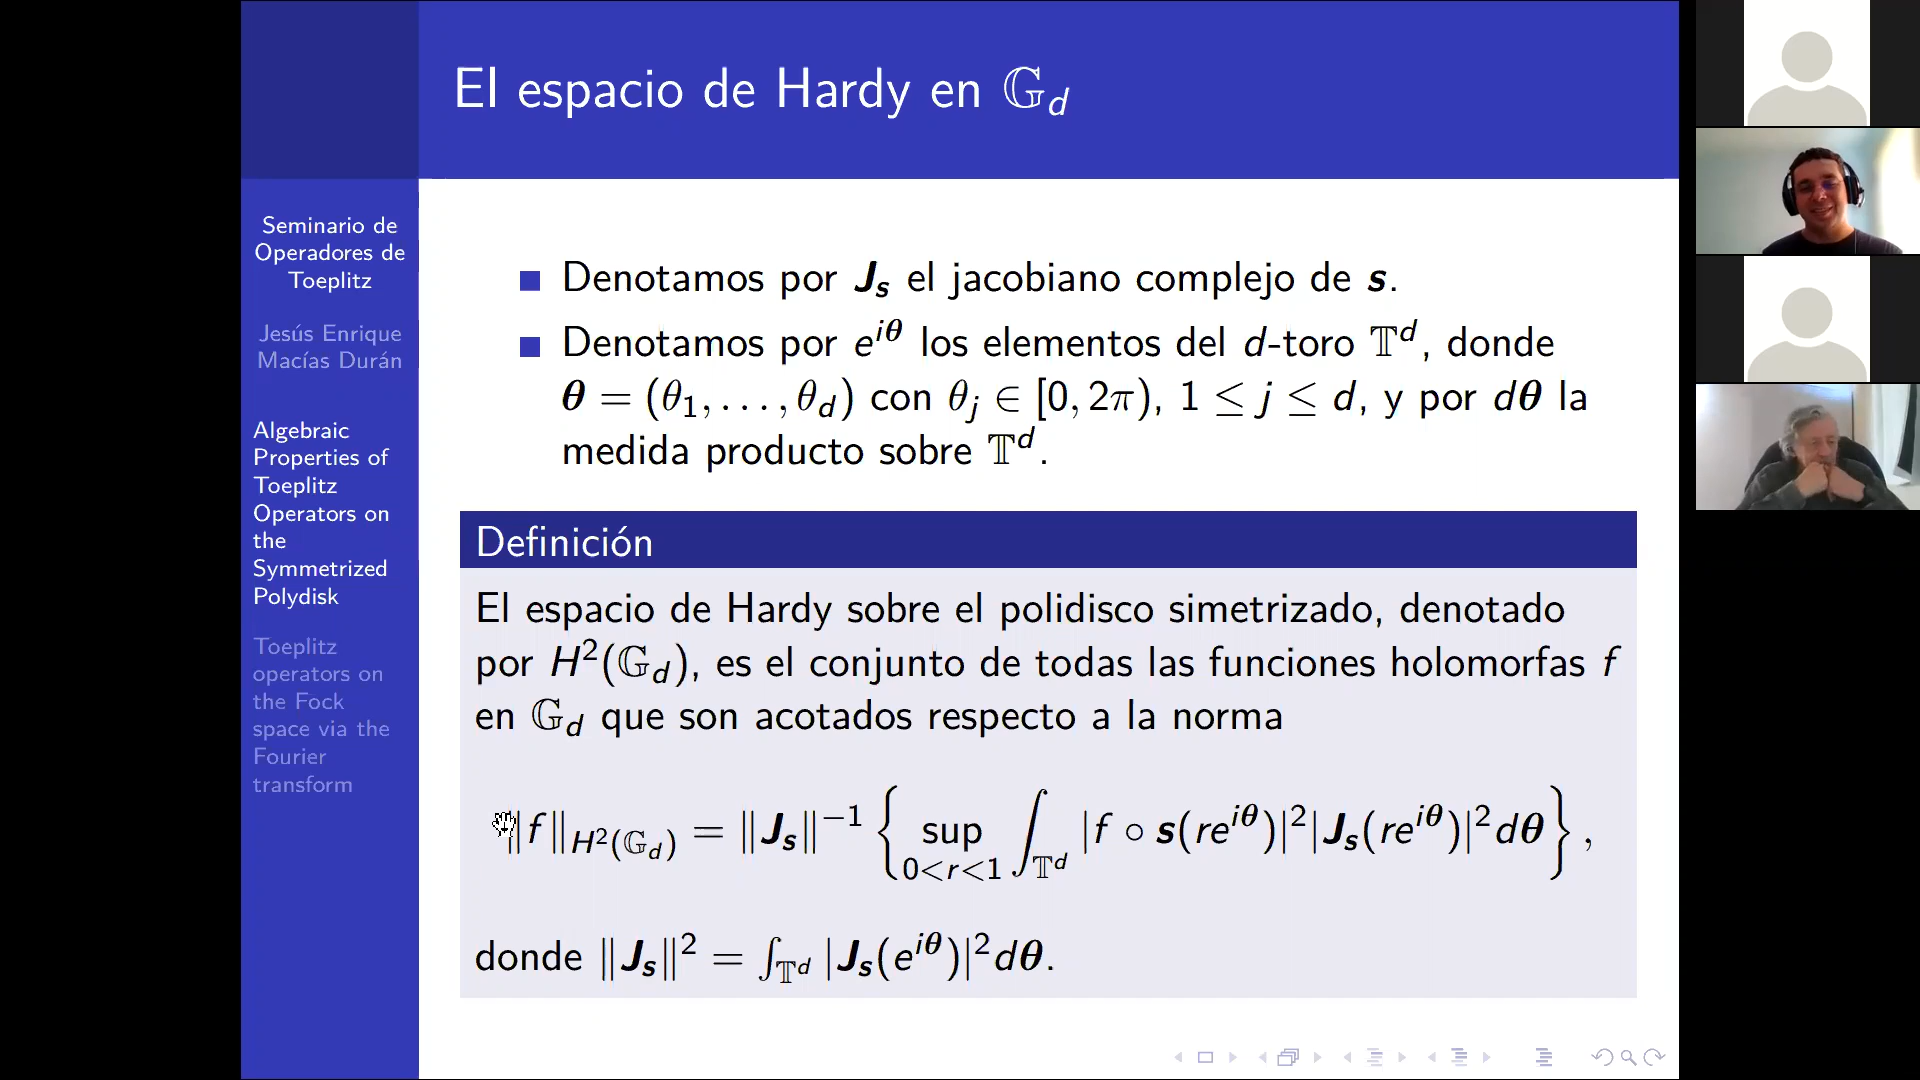 El espacio de Hardy en 𝔾_d
Seminario de
Operadores de
Toeplitz
Jesús Enrique
Macías Durán
Algebraic
Properties of
Toeplitz
Operators on
the
Symmetrized
Polydisk
Toeplitz
operators on
the Fock
space via the
Fourier
transform
Denotamos por J_s el jacobiano complejo de s.
Denotamos por e^{iθ} los elementos del d-toro 𝕋^d, donde
θ = (θ_1, . . . , θ_d) con θ_j ∈ [0, 2π), 1 ≤ j ≤ d, y por dθ la
medida producto sobre 𝕋^d.
Definición
El espacio de Hardy sobre el polidisco simetrizado, denotado
por H^2(𝔾_d), es el conjunto de todas las funciones holomorfas f
en 𝔾_d que son acotados respecto a la norma
‖f‖_{H^2(𝔾_d)} = ‖J_s‖^{−1} { sup_{0<r<1} ∫_{𝕋^d} |f ∘ s(re^{iθ})|^2 |J_s(re^{iθ})|^2 dθ } ,
donde ‖J_s‖^2 = ∫_{𝕋^d} |J_s(e^{iθ})|^2 dθ.